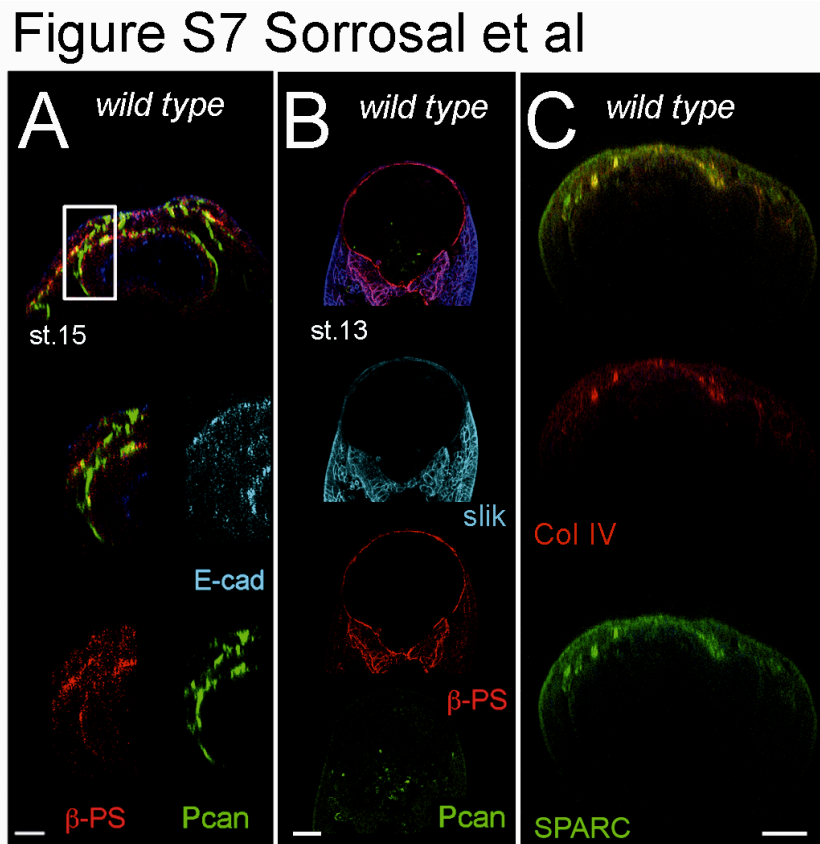 Figure S7 Sorrosal et al
A wild type
st.15
E-cad
β-PS Pcan
B wild type
st.13
slik
β-PS
Pcan
C wild type
Col IV
SPARC